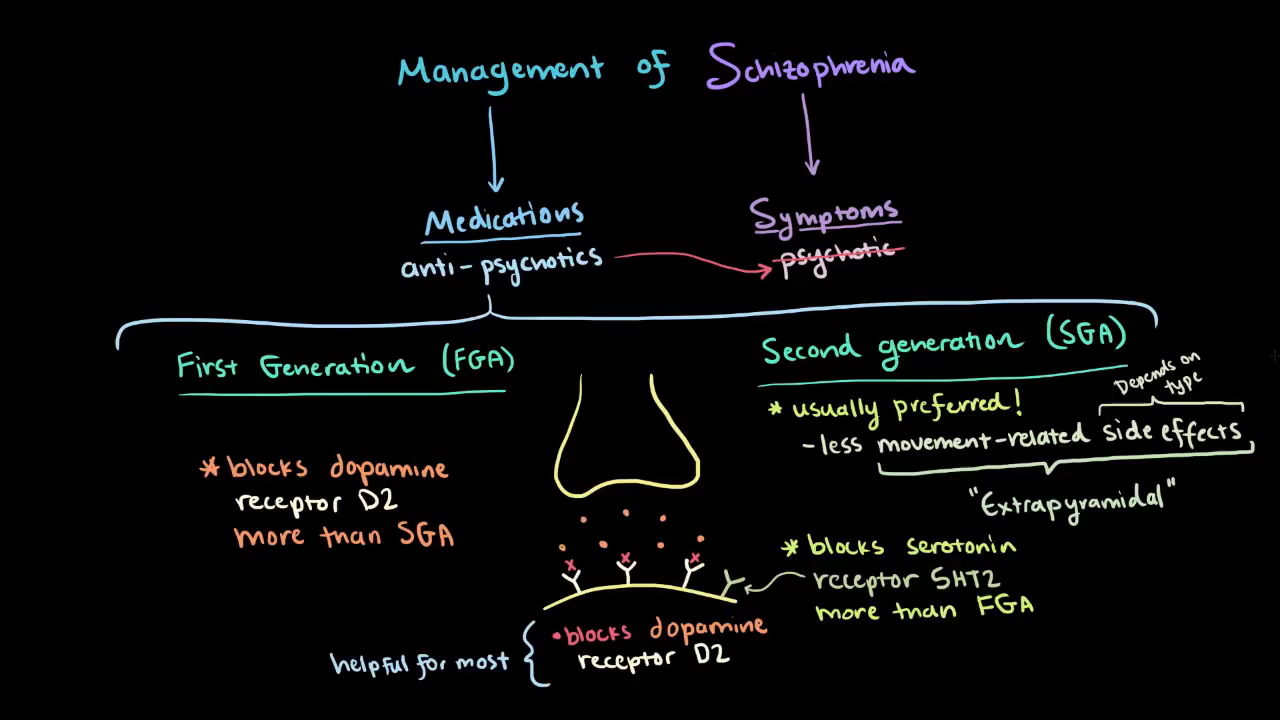 Management of Schizophrenia
Medications
anti-psychotics
Symptoms
psychotic
First Generation (FGA)
* blocks dopamine
receptor D2
more than SGA
Second generation (SGA)
* usually preferred!
Depends on
type
- less movement-related side effects
"Extrapyramidal"
* blocks serotonin
receptor 5HT2
more than FGA
x x x
• blocks dopamine
receptor D2
helpful for most